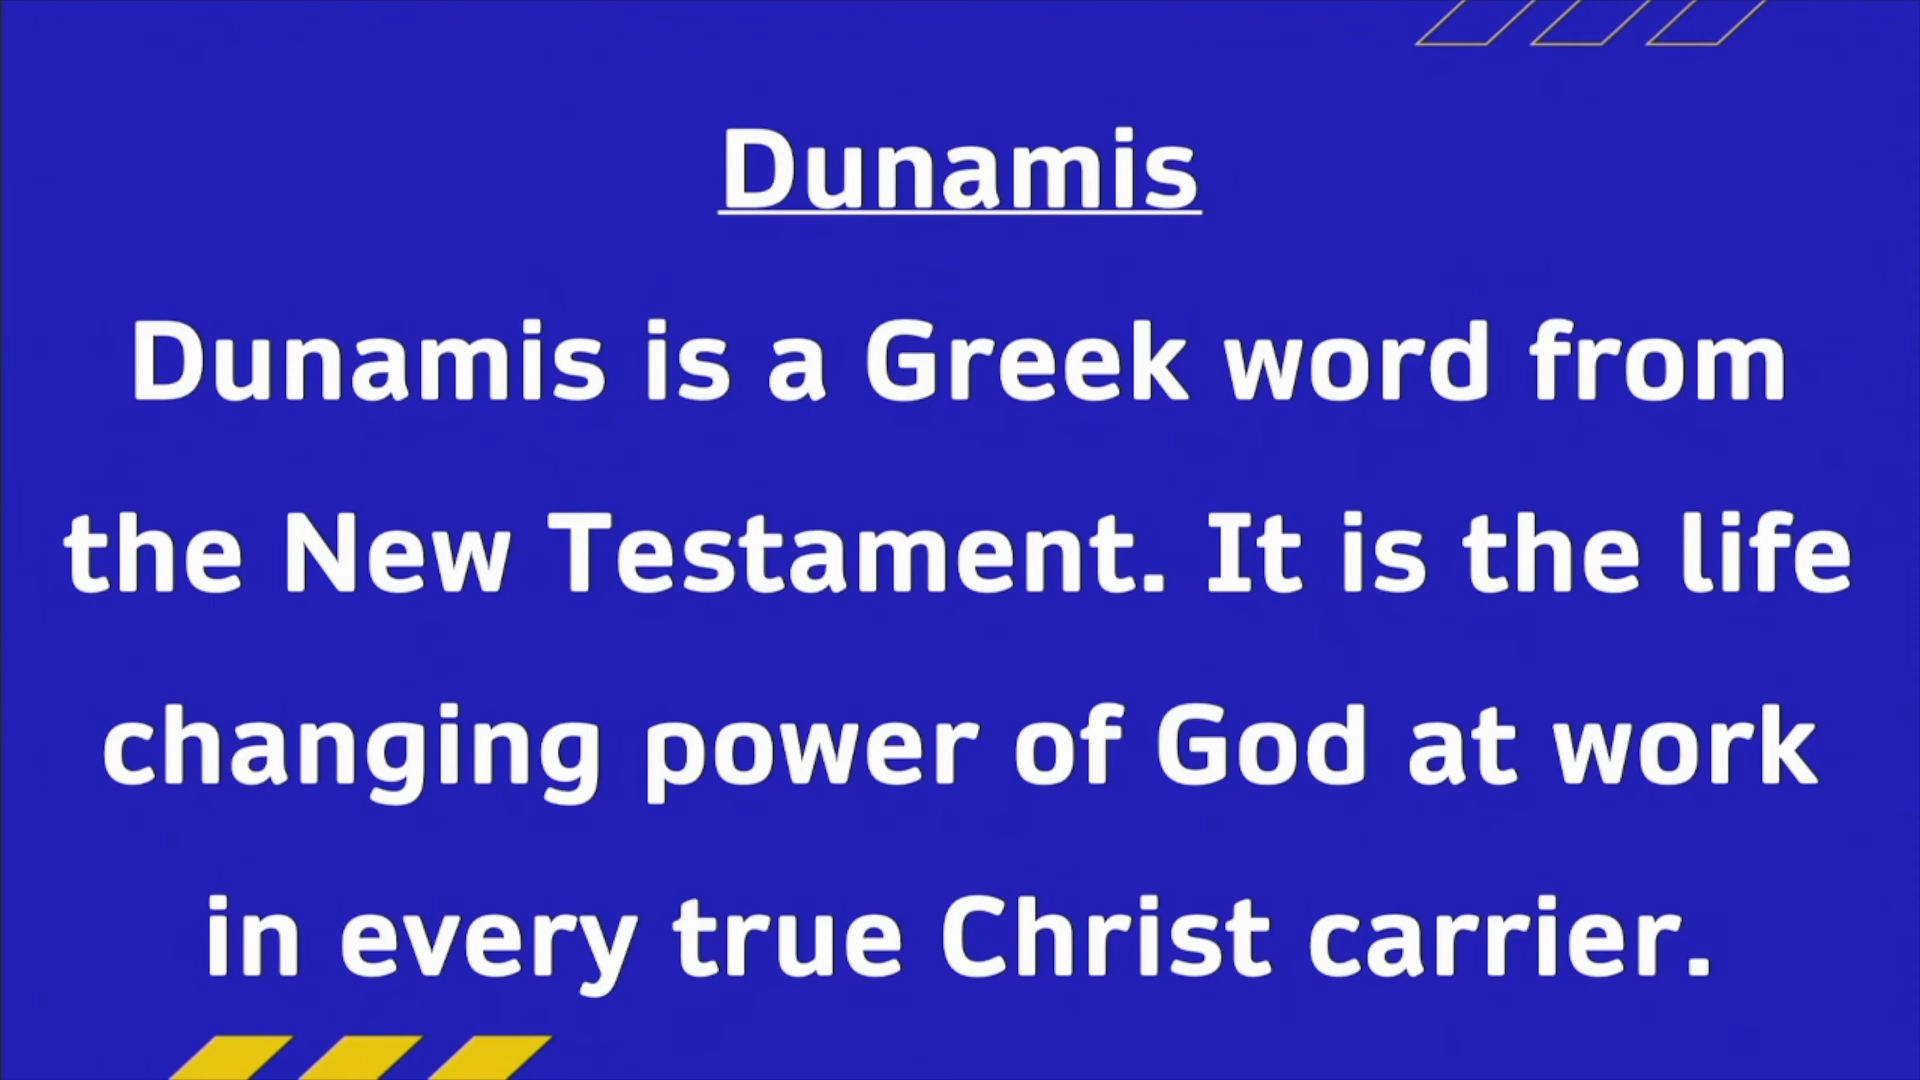 Dunamis
Dunamis is a Greek word from
the New Testament. It is the life
changing power of God at work
in every true Christ carrier.